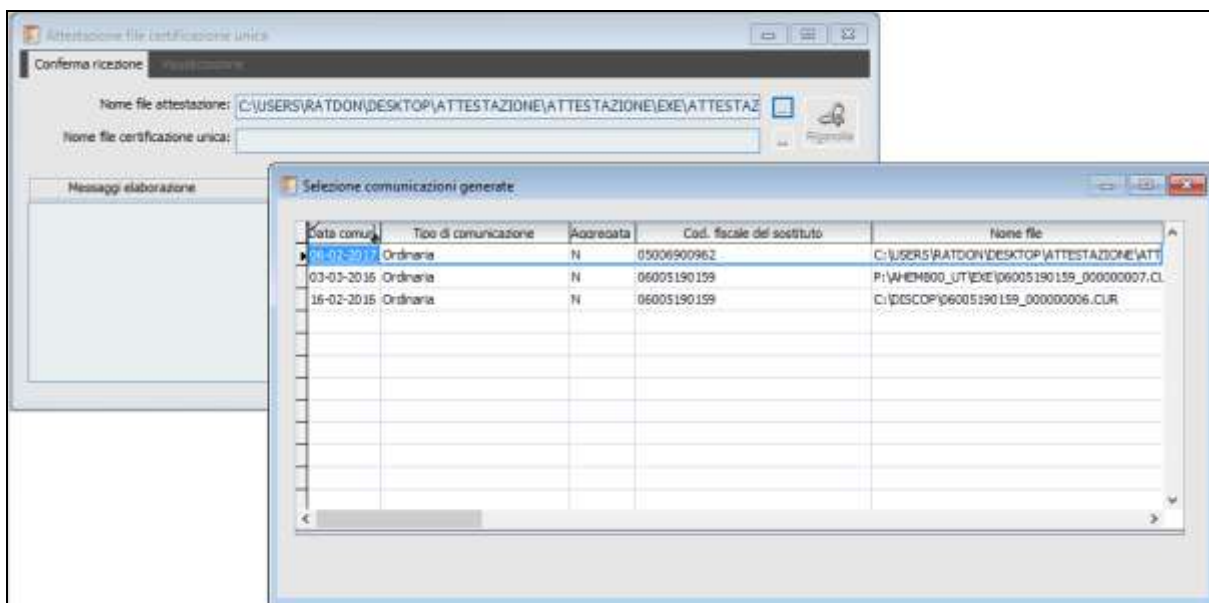 Attestazione file certificazione unica
Conferma ricezione Visualizzazione
Nome file attestazione: C:\USERS\RATDON\DESKTOP\ATTESTAZIONE\ATTESTAZIONE\EXE\ATTESTAZ ...
Nome file certificazione unica: ...
Messaggi elaborazione
Selezione comunicazioni generate
Data comu Tipo di comunicazione Aggregata Cod. fiscale del sostituto Nome file
Ordinaria N 05006900962 C:\USERS\RATDON\DESKTOP\ATTESTAZIONE\ATT
03-03-2016 Ordinaria N 06005190159 P:\AHEMB00_UT\EXE\06005190159_000000007.CU
16-02-2016 Ordinaria N 06005190159 C:\DISCOP\06005190159_000000006.CUR